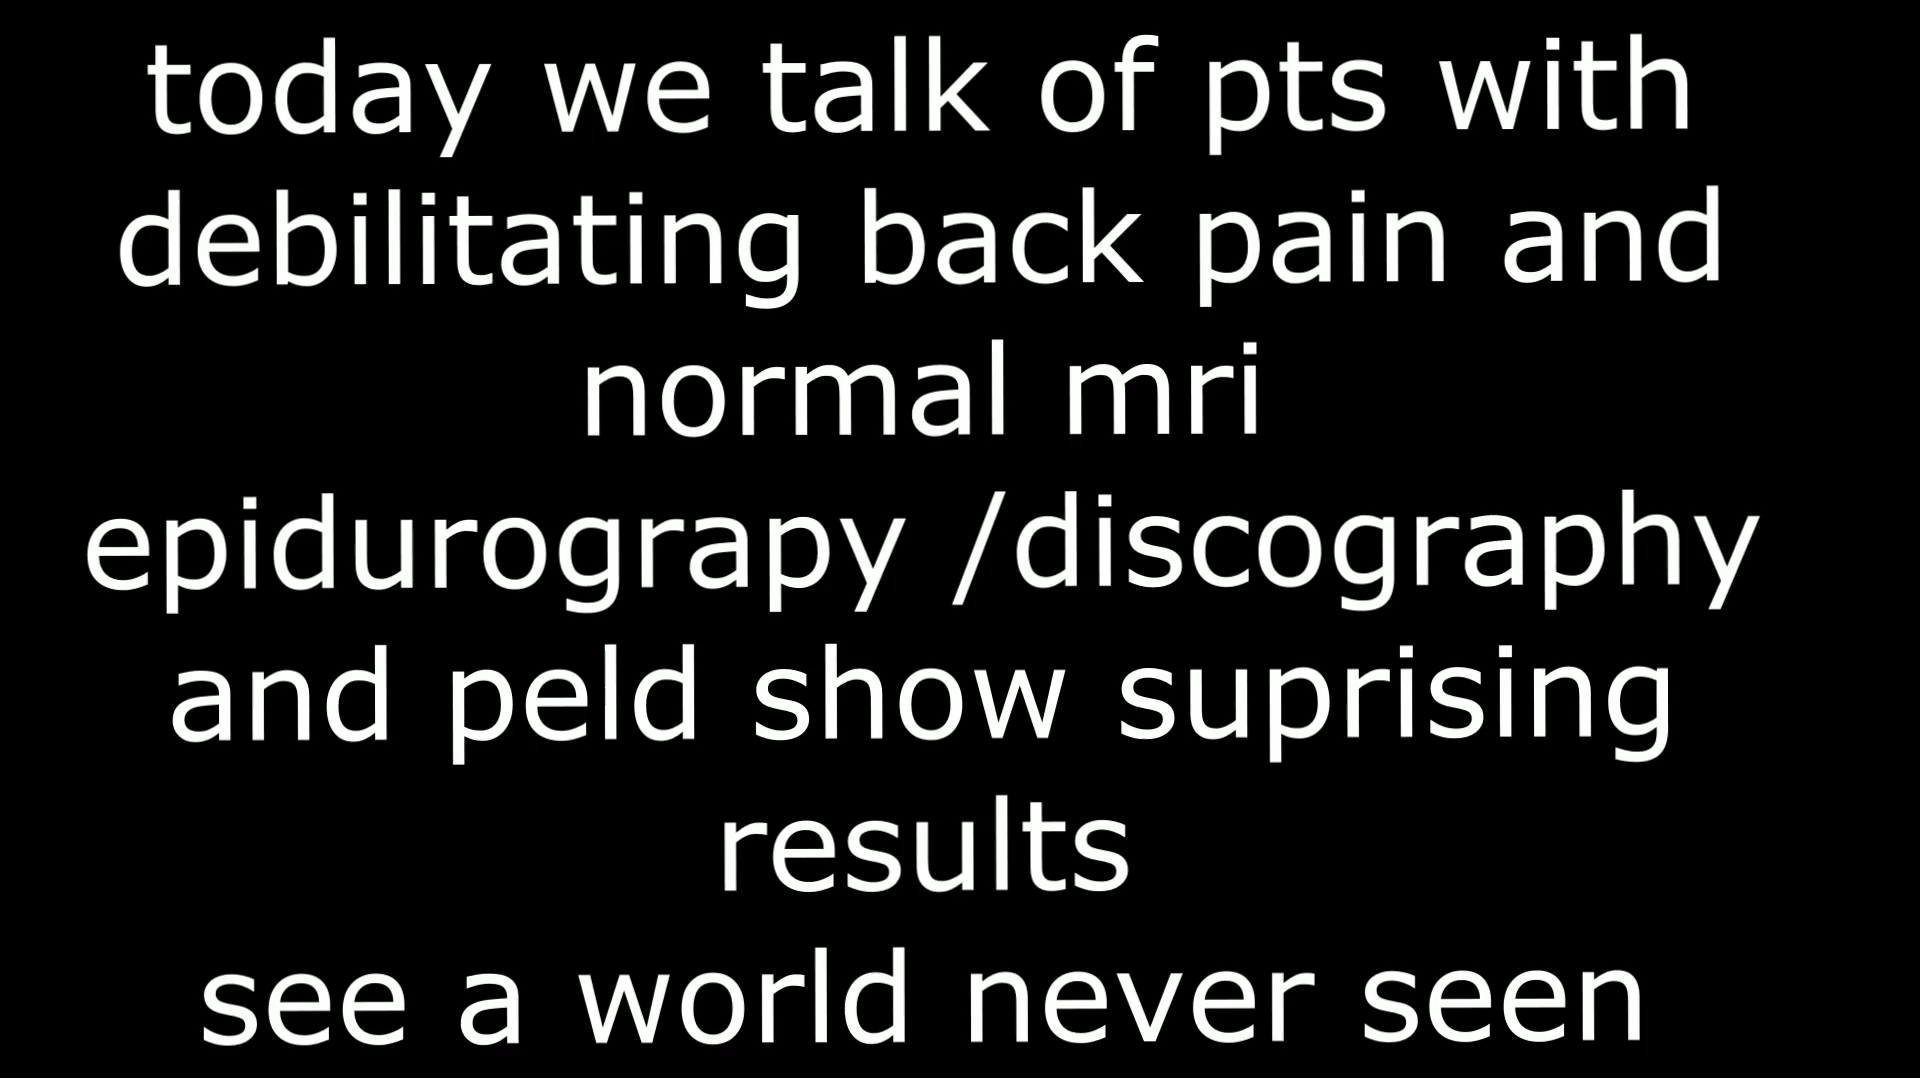 today we talk of pts with
debilitating back pain and
normal mri
epidurograpy /discography
and peld show suprising
results
see a world never seen